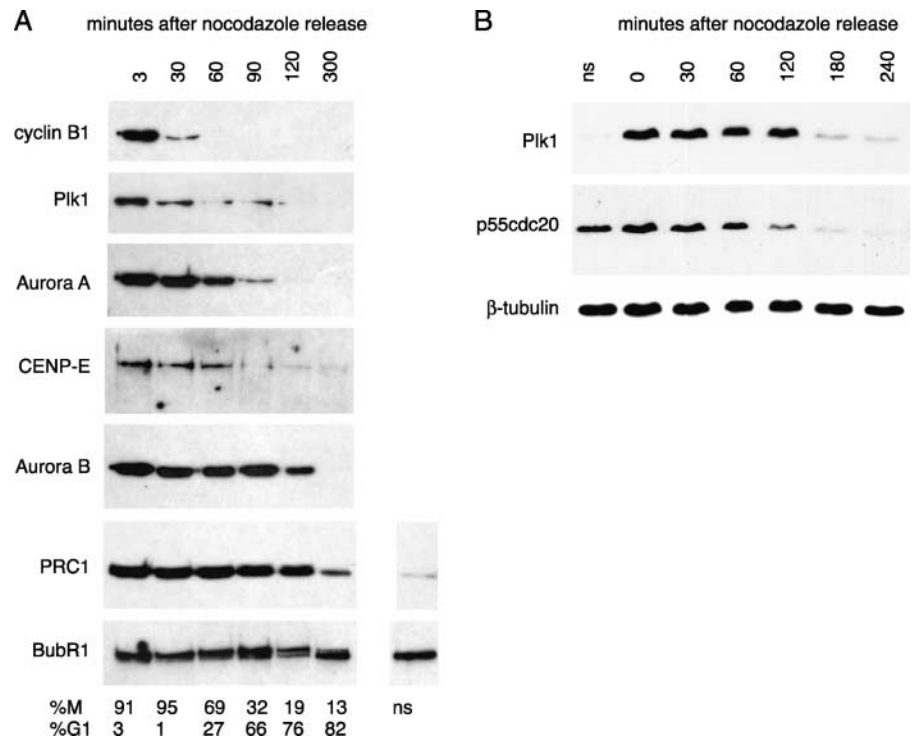 A
minutes after nocodazole release
3 30 60 90 120 300
cyclin B1
Plk1
Aurora A
CENP-E
Aurora B
PRC1
BubR1
%M 91 95 69 32 19 13 ns
%G1 3 1 27 66 76 82
B
minutes after nocodazole release
ns 0 30 60 120 180 240
Plk1
p55cdc20
β-tubulin